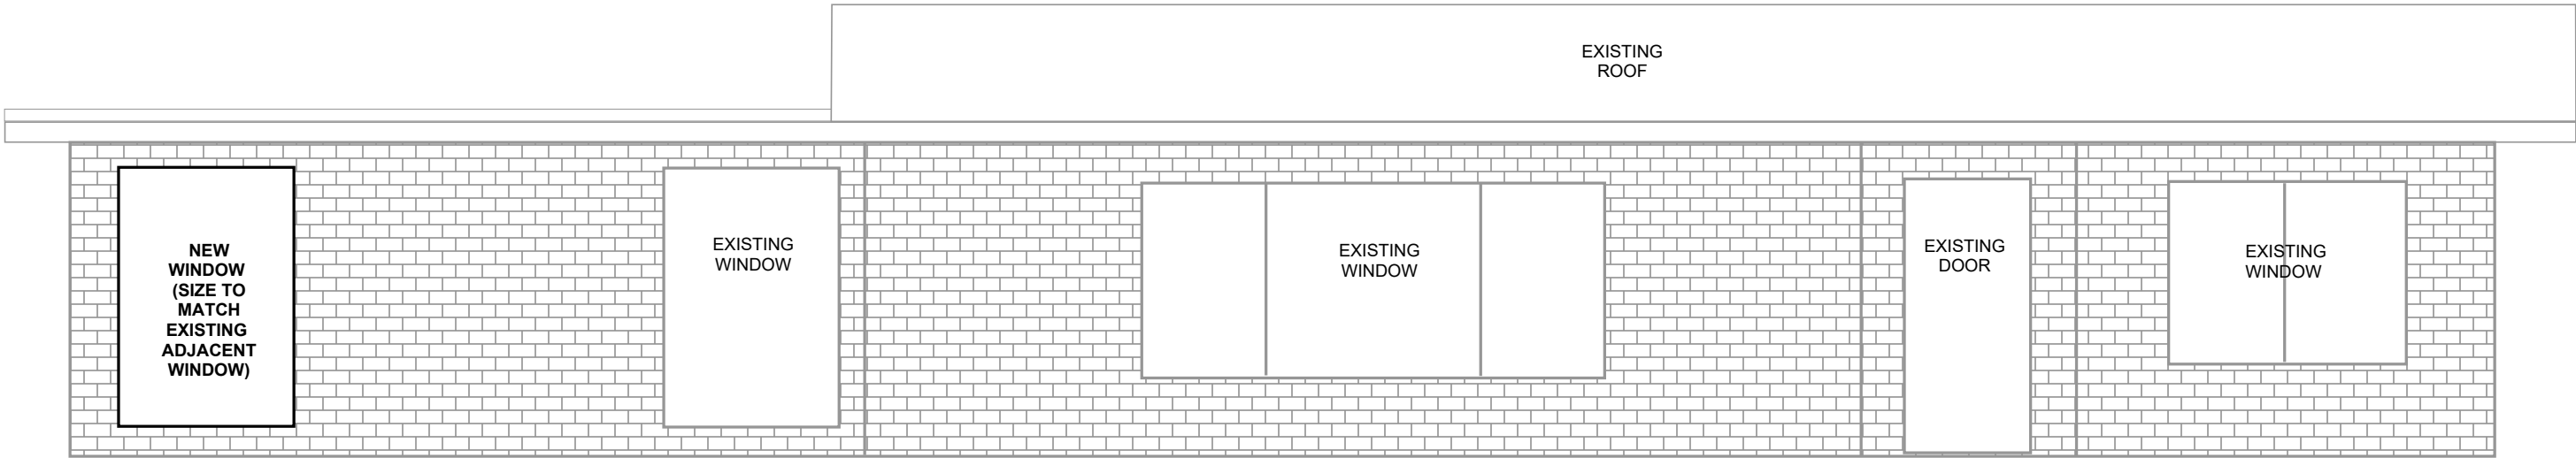 EXISTING
ROOF
NEW
WINDOW
(SIZE TO
MATCH
EXISTING
ADJACENT
WINDOW)
EXISTING
WINDOW
EXISTING
WINDOW
EXISTING
DOOR
EXISTING
WINDOW